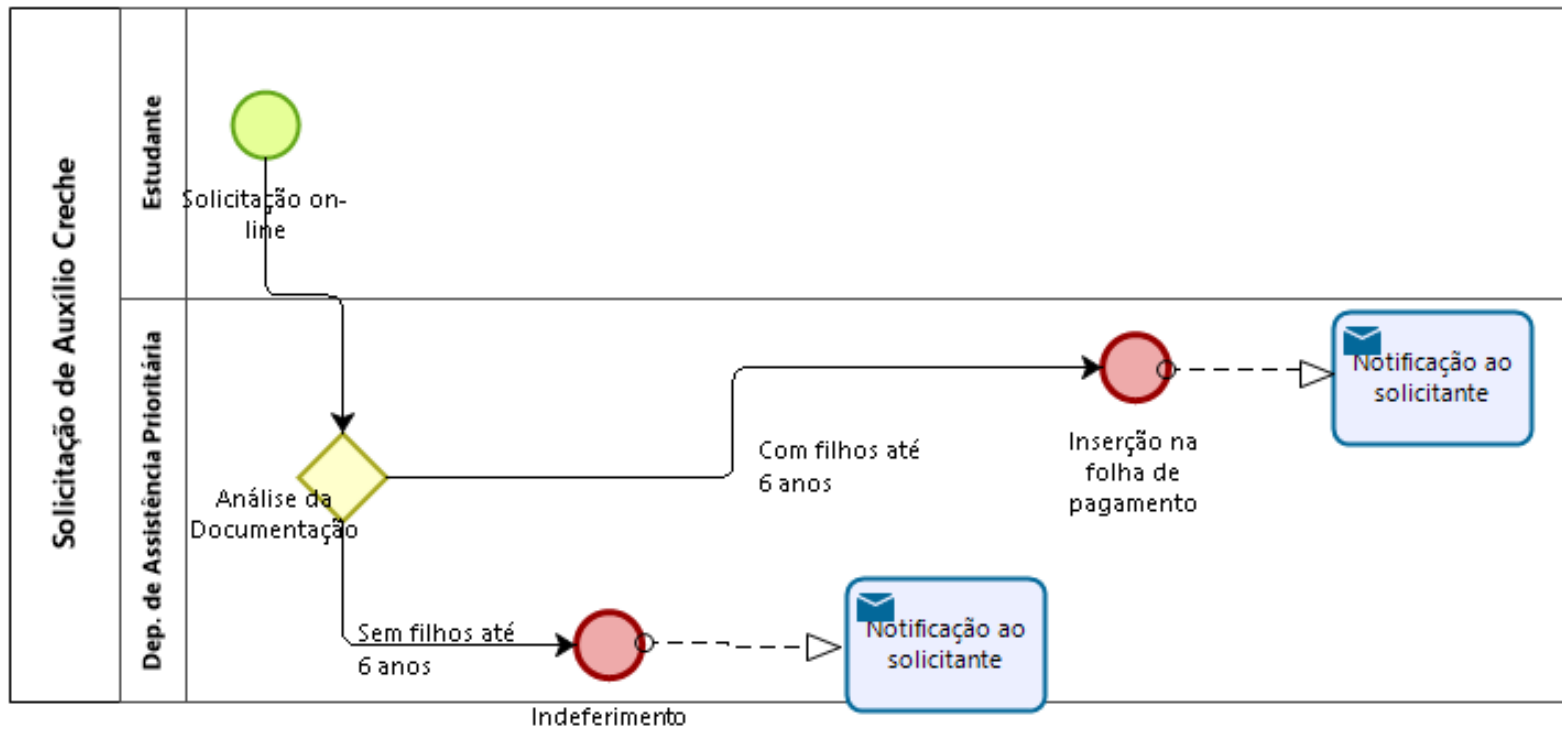 Solicitação de Auxílio Creche
Estudante
Solicitação on-
line
Dep. de Assistência Prioritária
Análise da
Documentação
Com filhos até
6 anos
Inserção na
folha de
pagamento
Notificação ao
solicitante
Sem filhos até
6 anos
Indeferimento
Notificação ao
solicitante